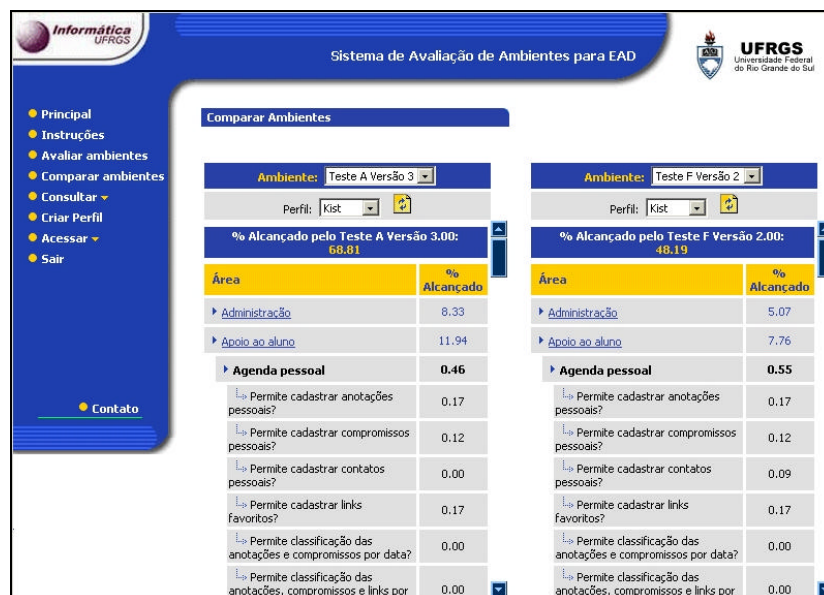 Informática
UFRGS
Sistema de Avaliação de Ambientes para EAD
UFRGS
Universidade Federal
do Rio Grande do Sul
Principal
Instruções
Avaliar ambientes
Comparar ambientes
Consultar
Criar Perfil
Acessar
Sair
Contato
Comparar Ambientes
Ambiente: Teste A Versão 3
Perfil: Kist
% Alcançado pelo Teste A Versão 3.00:
68.81
Área % Alcançado
Administração 8.33
Apoio ao aluno 11.94
Agenda pessoal 0.46
Permite cadastrar anotações
pessoais? 0.17
Permite cadastrar compromissos
pessoais? 0.12
Permite cadastrar contatos
pessoais? 0.00
Permite cadastrar links
favoritos? 0.17
Permite classificação das
anotações e compromissos por data? 0.00
Permite classificação das
anotações, compromissos e links por 0.00
Ambiente: Teste F Versão 2
Perfil: Kist
% Alcançado pelo Teste F Versão 2.00:
48.19
Área % Alcançado
Administração 5.07
Apoio ao aluno 7.76
Agenda pessoal 0.55
Permite cadastrar anotações
pessoais? 0.17
Permite cadastrar compromissos
pessoais? 0.12
Permite cadastrar contatos
pessoais? 0.09
Permite cadastrar links
favoritos? 0.17
Permite classificação das
anotações e compromissos por data? 0.00
Permite classificação das
anotações, compromissos e links por 0.00